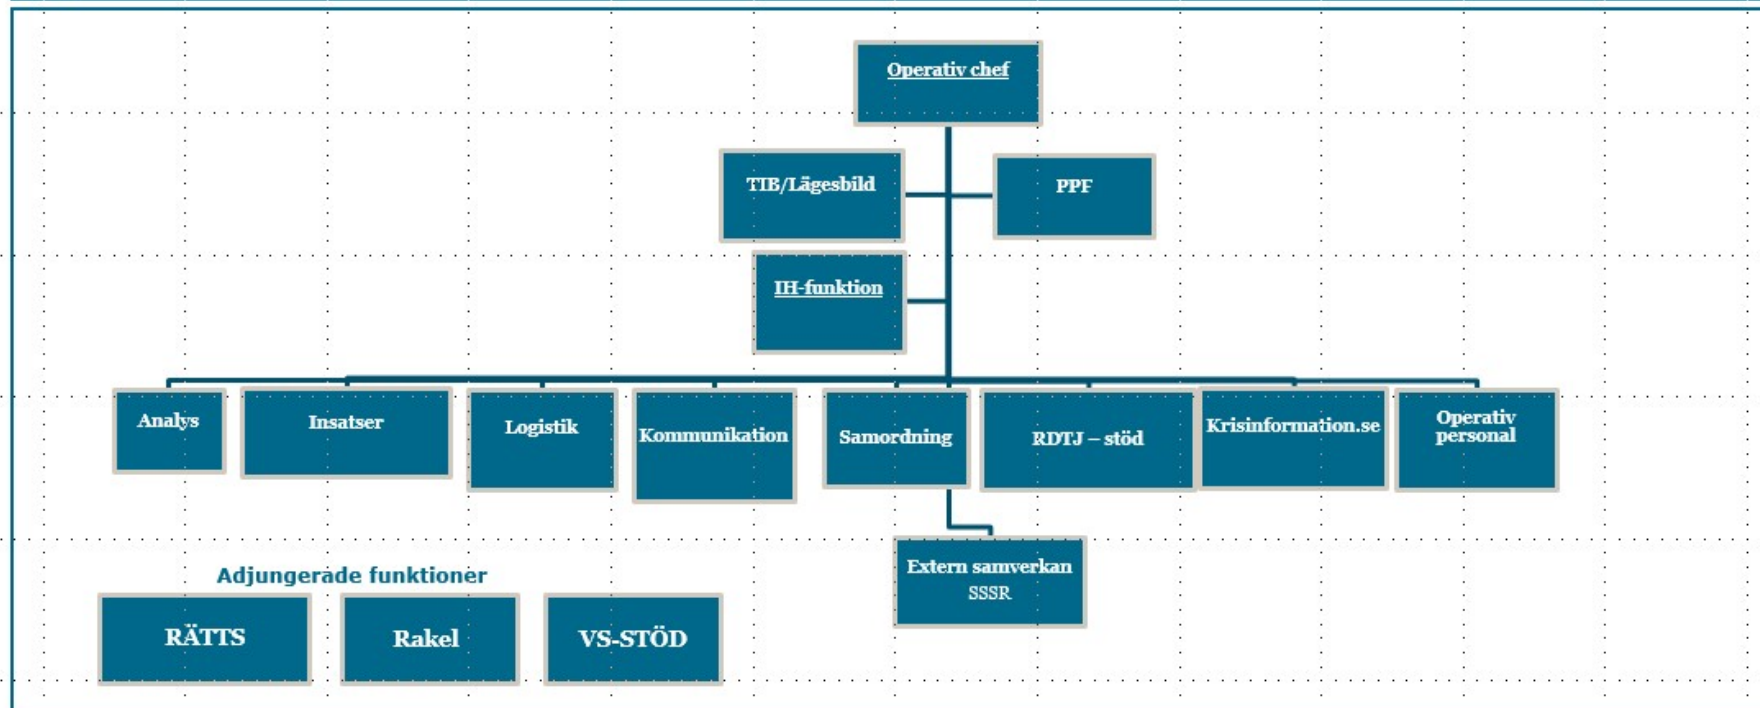 Operativ chef
TIB/Lägesbild
PPF
IH-funktion
Analys
Insatser
Logistik
Kommunikation
Samordning
RDTJ – stöd
Krisinformation.se
Operativ
personal
Extern samverkan
SSSR
Adjungerade funktioner
RÄTTS
Rakel
VS-STÖD